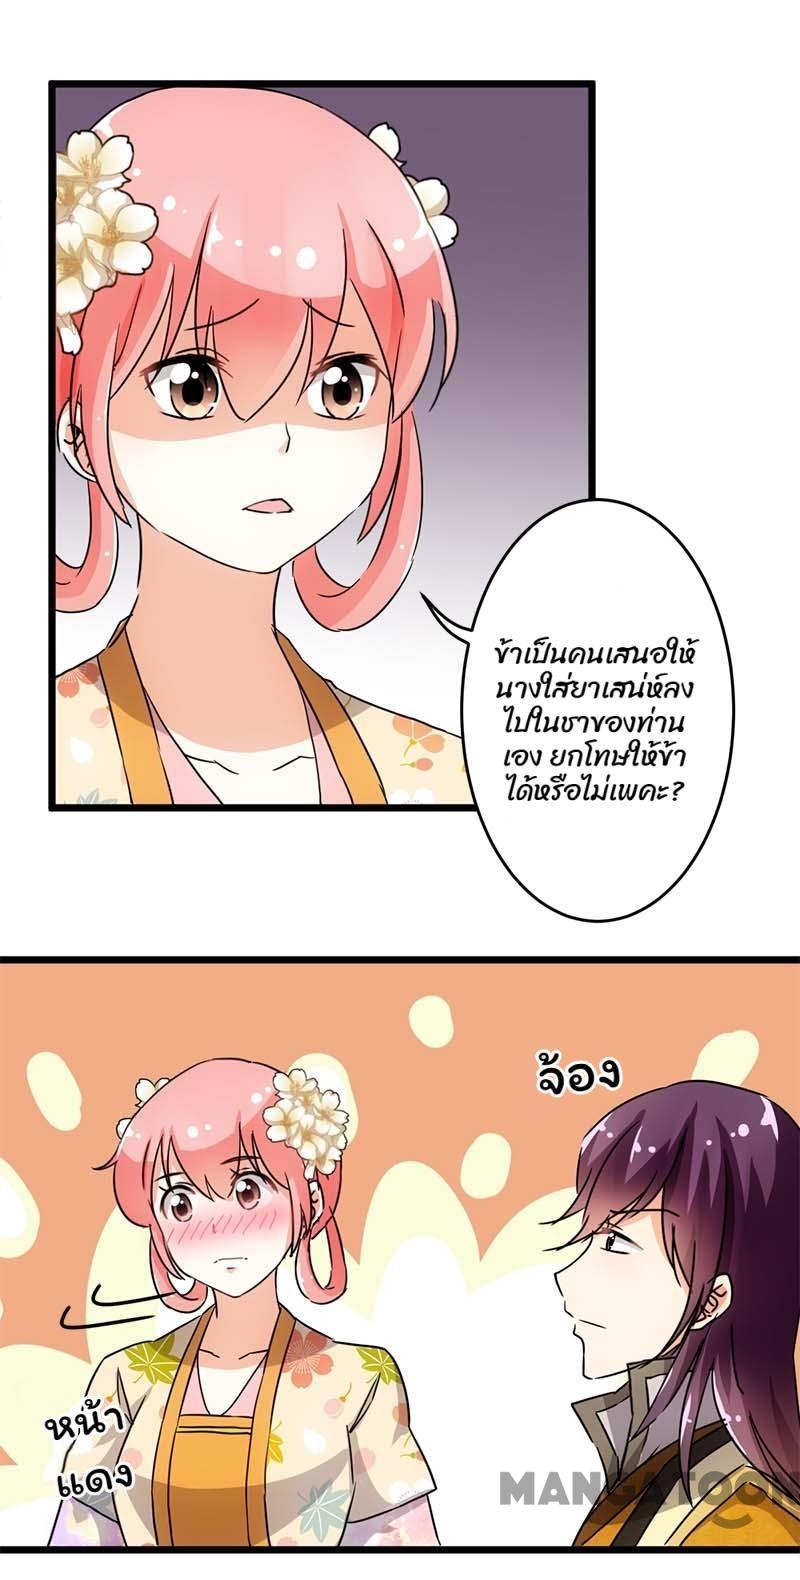 ข้าเป็นคนเสนอให้
นางใส่ยาเสน่ห์ลง
ไปในชาของท่าน
เอง ยกโทษให้ข้า
ได้หรือไม่เพคะ?
จ้อง
หน้า
แดง
MANGATOON